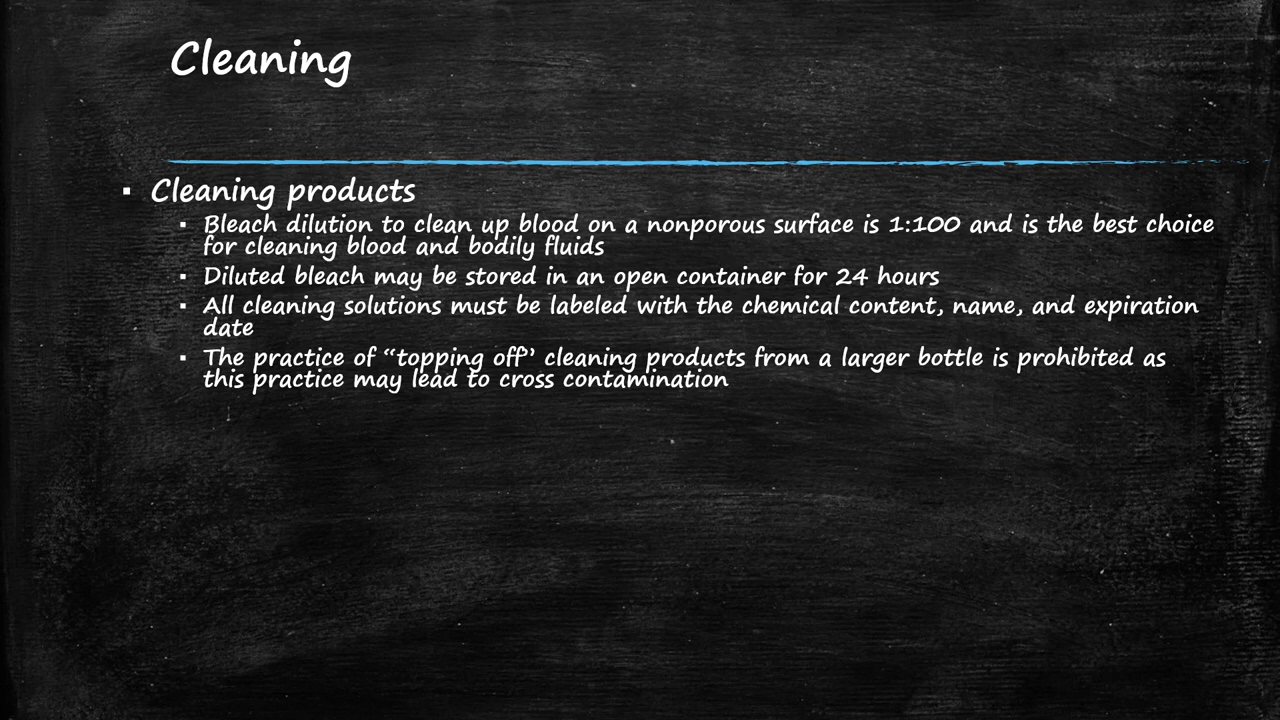 Cleaning
▪ Cleaning products
▪ Bleach dilution to clean up blood on a nonporous surface is 1:100 and is the best choice
for cleaning blood and bodily fluids
▪ Diluted bleach may be stored in an open container for 24 hours
▪ All cleaning solutions must be labeled with the chemical content, name, and expiration
date
▪ The practice of “topping off” cleaning products from a larger bottle is prohibited as
this practice may lead to cross contamination